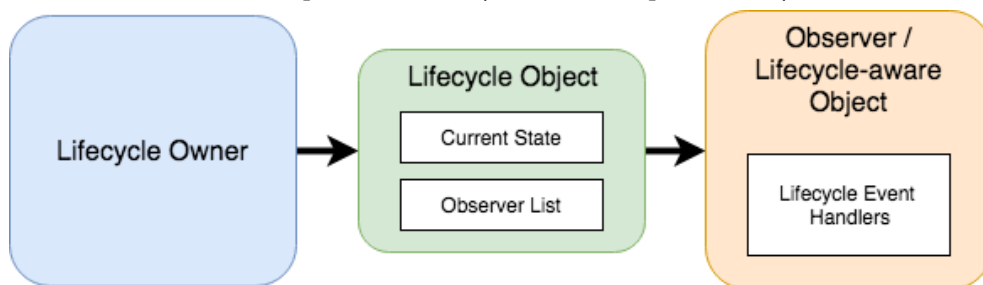 Lifecycle Owner
Lifecycle Object
Current State
Observer List
Observer /
Lifecycle-aware
Object
Lifecycle Event
Handlers